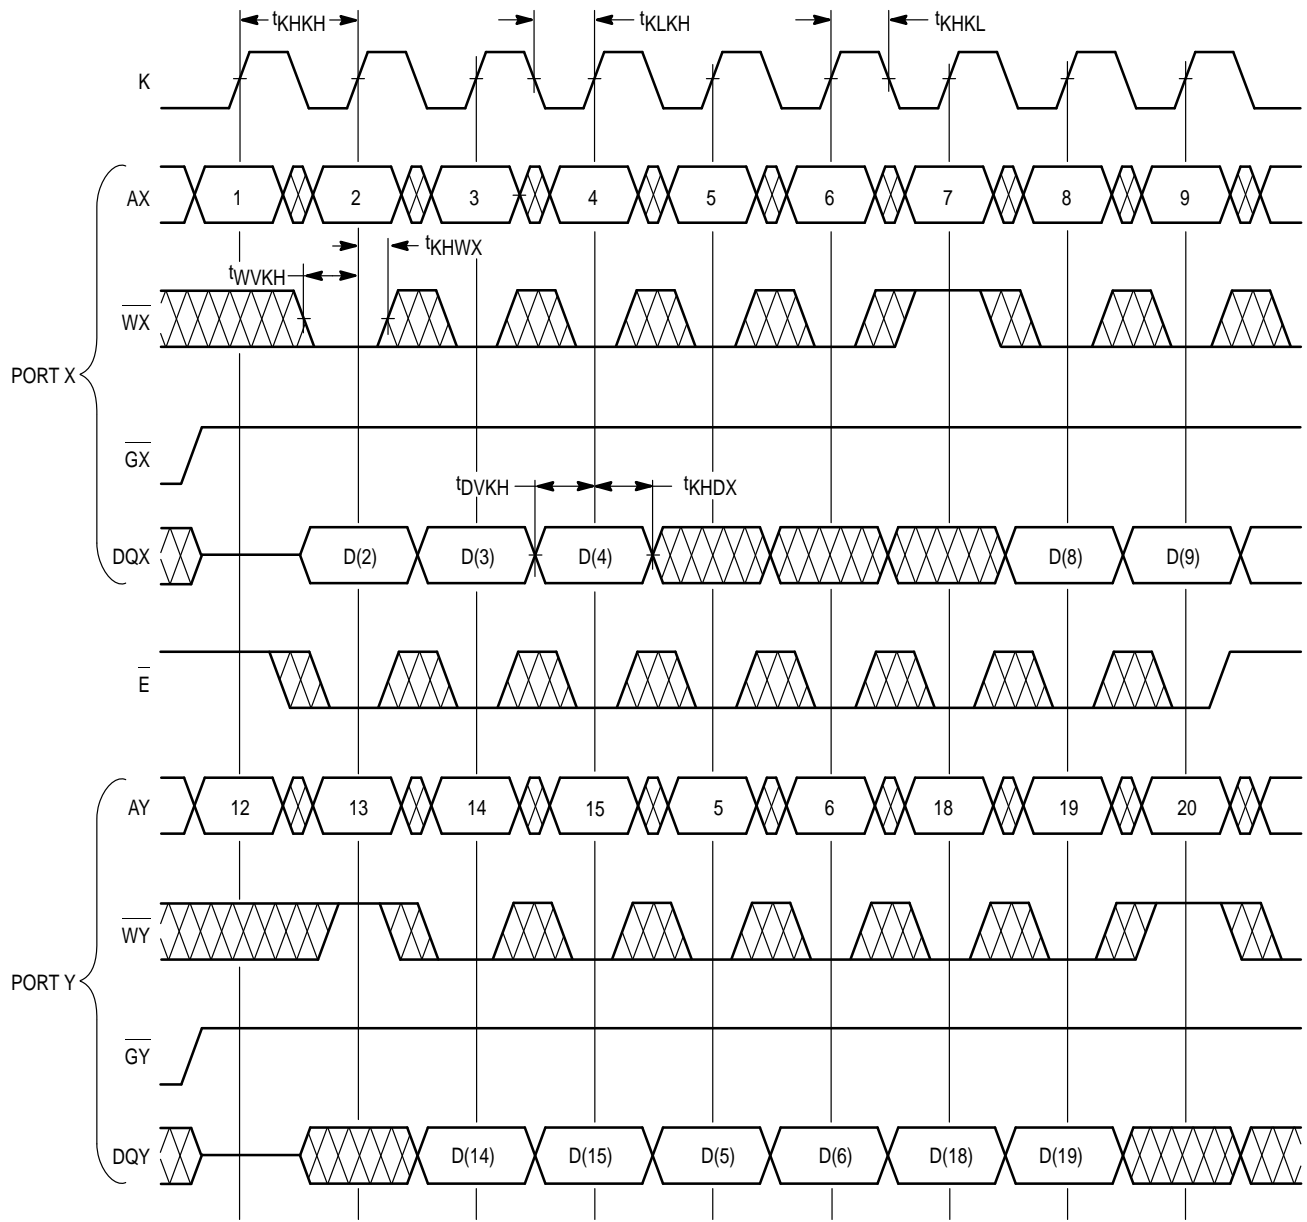 tKHKH tKLKH tKHKL
K
AX 1 2 3 4 5 6 7 8 9
tWVKH tKHWX
WX
PORT X
GX
tDVKH tKHDX
DQX D(2) D(3) D(4) D(8) D(9)
E
AY 12 13 14 15 5 6 18 19 20
WY
PORT Y
GY
DQY D(14) D(15) D(5) D(6) D(18) D(19)